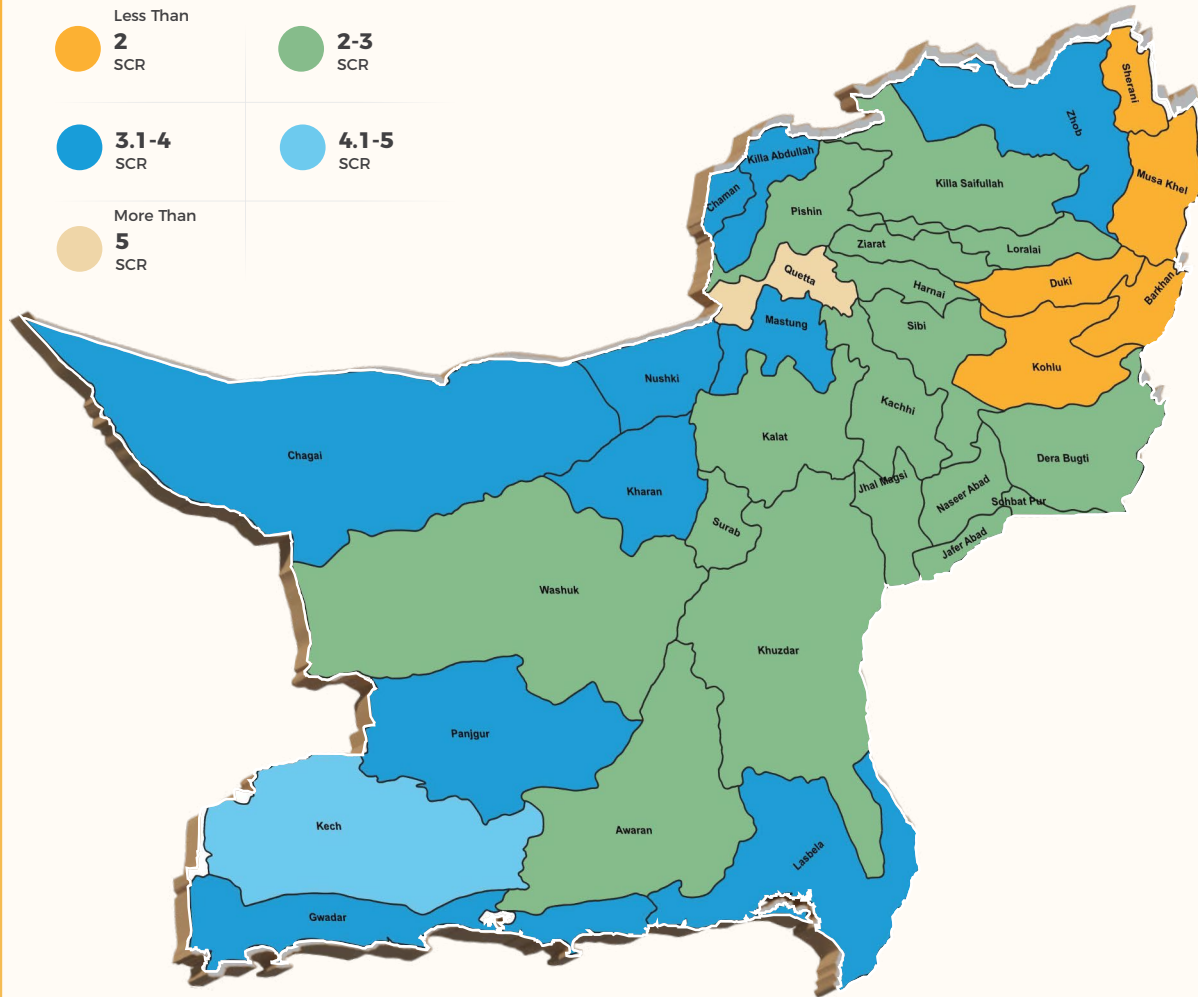 Less Than
2
SCR
2-3
SCR
3.1-4
SCR
4.1-5
SCR
More Than
5
SCR
Sherani
Zhob
Killa Abdullah
Musa Khel
Killa Saifullah
Chaman
Pishin
Ziarat
Loralai
Quetta
Duki
Barkhan
Harnai
Mastung
Sibi
Kohlu
Nushki
Kachhi
Kalat
Chagai
Dera Bugti
Kharan
Jhal Magsi
Naseer Abad
Sohbat Pur
Surab
Jafer Abad
Washuk
Khuzdar
Panjgur
Kech
Awaran
Lasbela
Gwadar